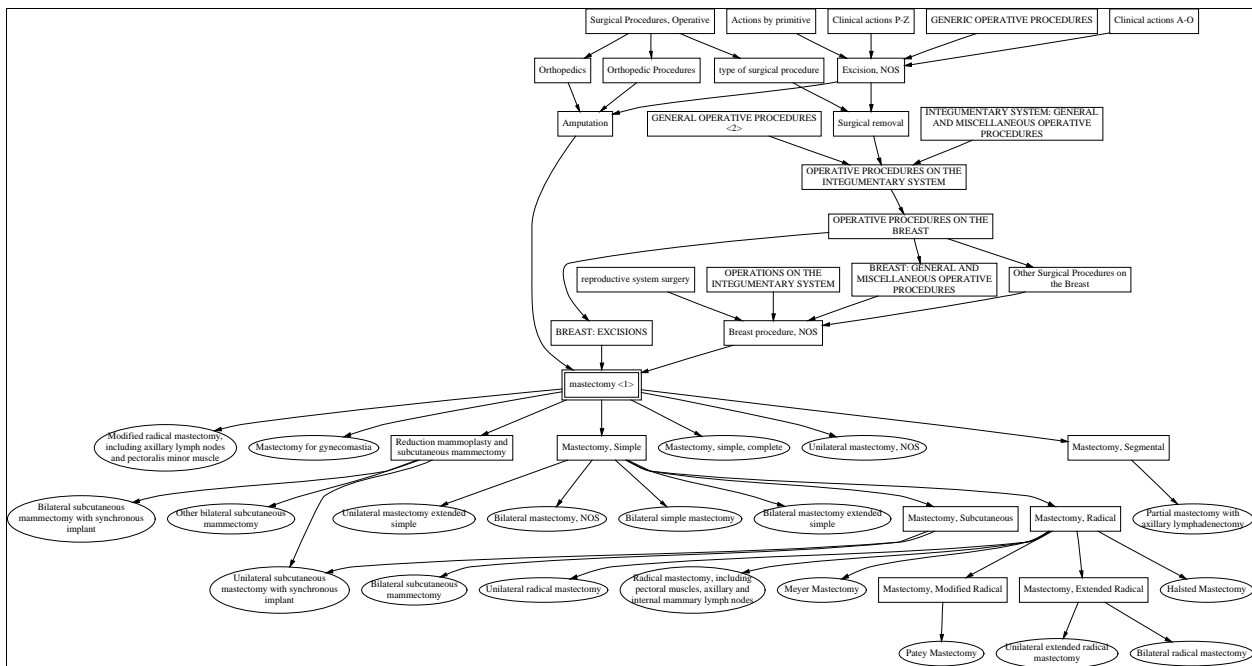 Surgical Procedures, Operative
Actions by primitive
Clinical actions P-Z
GENERIC OPERATIVE PROCEDURES
Clinical actions A-O
Orthopedics
Orthopedic Procedures
type of surgical procedure
Excision, NOS
Amputation
GENERAL OPERATIVE PROCEDURES
<2>
Surgical removal
INTEGUMENTARY SYSTEM: GENERAL
AND MISCELLANEOUS OPERATIVE
PROCEDURES
OPERATIVE PROCEDURES ON THE
INTEGUMENTARY SYSTEM
OPERATIVE PROCEDURES ON THE
BREAST
reproductive system surgery
OPERATIONS ON THE
INTEGUMENTARY SYSTEM
BREAST: GENERAL AND
MISCELLANEOUS OPERATIVE
PROCEDURES
Other Surgical Procedures on
the Breast
BREAST: EXCISIONS
Breast procedure, NOS
mastectomy <1>
Modified radical mastectomy,
including axillary lymph nodes
and pectoralis minor muscle
Mastectomy for gynecomastia
Reduction mammoplasty and
subcutaneous mammectomy
Mastectomy, Simple
Mastectomy, simple, complete
Unilateral mastectomy, NOS
Mastectomy, Segmental
Bilateral subcutaneous
mammectomy with synchronous
implant
Other bilateral subcutaneous
mammectomy
Unilateral mastectomy extended
simple
Bilateral mastectomy, NOS
Bilateral simple mastectomy
Bilateral mastectomy extended
simple
Mastectomy, Subcutaneous
Mastectomy, Radical
Partial mastectomy with
axillary lymphadenectomy
Unilateral subcutaneous
mastectomy with synchronous
implant
Bilateral subcutaneous
mammectomy
Unilateral radical mastectomy
Radical mastectomy, including
pectoral muscles, axillary and
internal mammary lymph nodes
Meyer Mastectomy
Mastectomy, Modified Radical
Mastectomy, Extended Radical
Halsted Mastectomy
Patey Mastectomy
Unilateral extended radical
mastectomy
Bilateral radical mastectomy